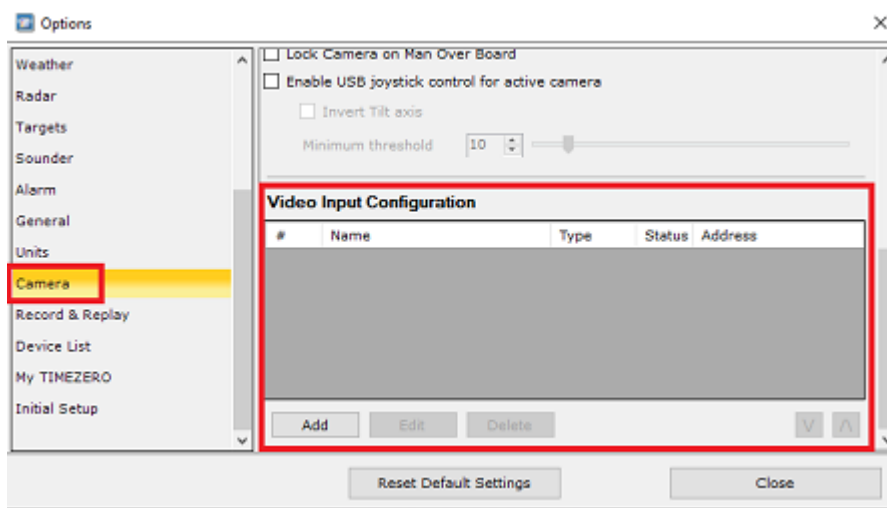 Options
Weather
Radar
Targets
Sounder
Alarm
General
Units
Camera
Record & Replay
Device List
My TIMEZERO
Initial Setup
Lock Camera on Man Over Board
Enable USB joystick control for active camera
Invert Tilt axis
Minimum threshold 10
Video Input Configuration
# Name Type Status Address
Add Edit Delete V Λ
Reset Default Settings Close